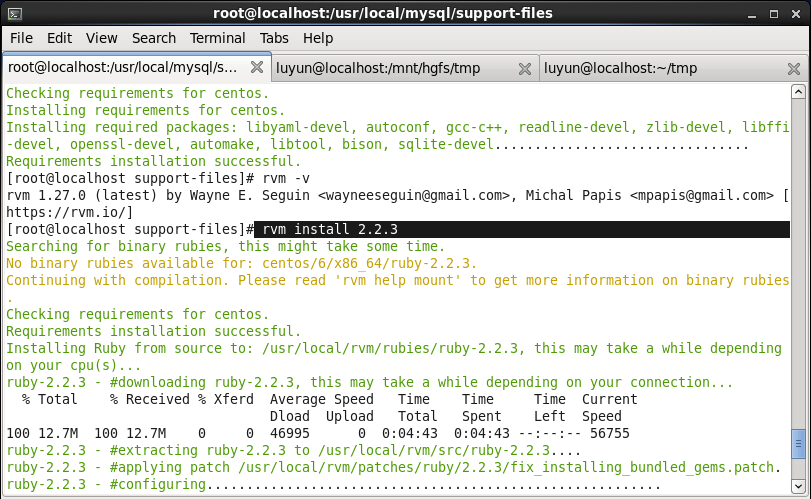 root@localhost:/usr/local/mysql/support-files
File Edit View Search Terminal Tabs Help
root@localhost:/usr/local/mysql/s... luyun@localhost:/mnt/hgfs/tmp luyun@localhost:~/tmp
Checking requirements for centos.
Installing requirements for centos.
Installing required packages: libyaml-devel, autoconf, gcc-c++, readline-devel, zlib-devel, libffi
-devel, openssl-devel, automake, libtool, bison, sqlite-devel................................
Requirements installation successful.
[root@localhost support-files]# rvm -v
rvm 1.27.0 (latest) by Wayne E. Seguin <wayneeseguin@gmail.com>, Michal Papis <mpapis@gmail.com> [
https://rvm.io/]
[root@localhost support-files]# rvm install 2.2.3
Searching for binary rubies, this might take some time.
No binary rubies available for: centos/6/x86_64/ruby-2.2.3.
Continuing with compilation. Please read 'rvm help mount' to get more information on binary rubies
.
Checking requirements for centos.
Requirements installation successful.
Installing Ruby from source to: /usr/local/rvm/rubies/ruby-2.2.3, this may take a while depending
on your cpu(s)...
ruby-2.2.3 - #downloading ruby-2.2.3, this may take a while depending on your connection...
  % Total    % Received % Xferd  Average Speed   Time    Time     Time  Current
                                 Dload  Upload   Total   Spent    Left  Speed
100 12.7M  100 12.7M    0     0  46995      0  0:04:43  0:04:43 --:--:-- 56755
ruby-2.2.3 - #extracting ruby-2.2.3 to /usr/local/rvm/src/ruby-2.2.3....
ruby-2.2.3 - #applying patch /usr/local/rvm/patches/ruby/2.2.3/fix_installing_bundled_gems.patch.
ruby-2.2.3 - #configuring.........................................................